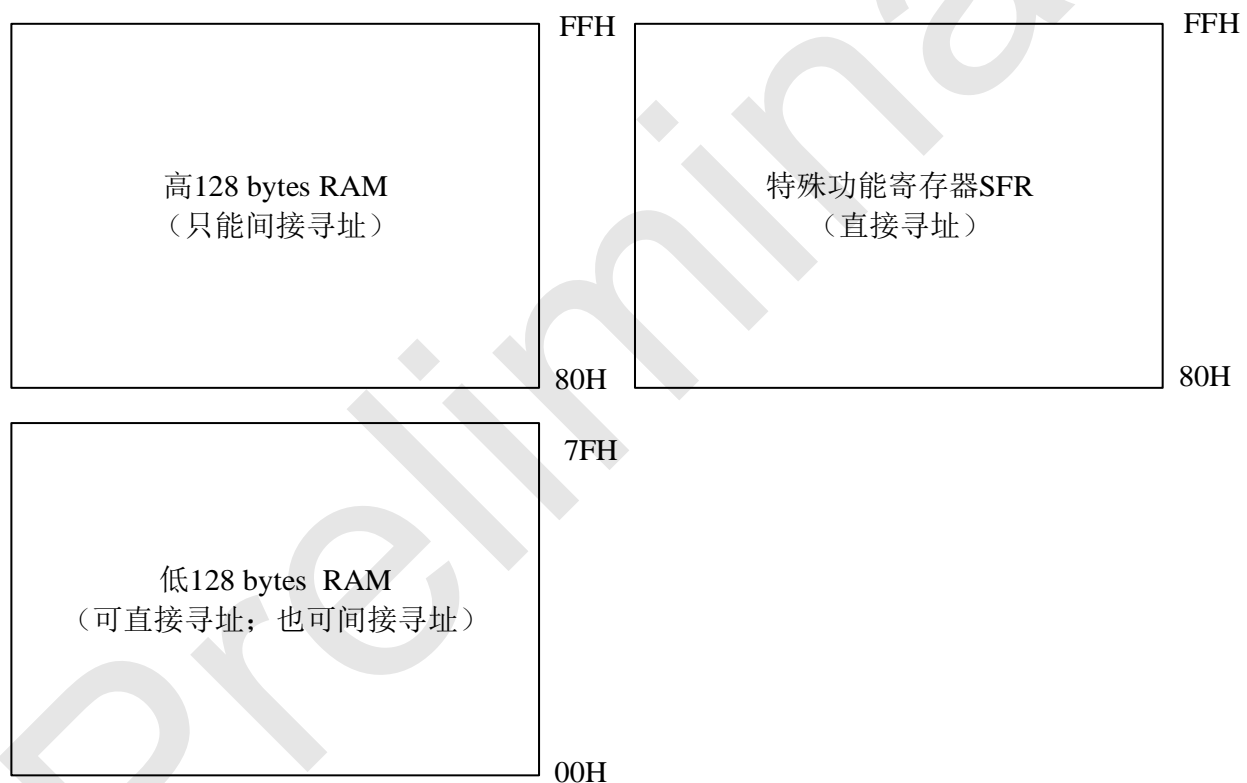 FFH
高128 bytes RAM
（只能间接寻址）
80H
FFH
特殊功能寄存器SFR
（直接寻址）
80H
7FH
低128 bytes RAM
（可直接寻址；也可间接寻址）
00H
Prelimina